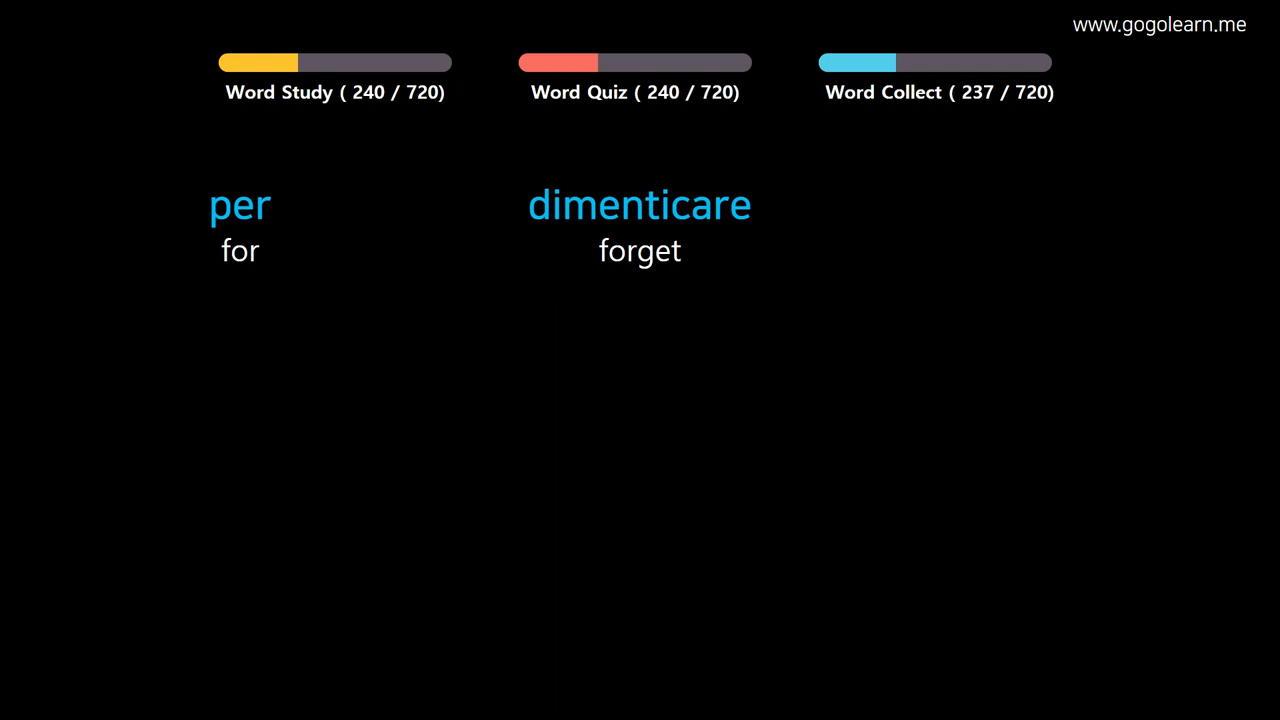 www.gogolearn.me
Word Study ( 240 / 720)
Word Quiz ( 240 / 720)
Word Collect ( 237 / 720)
per
for
dimenticare
forget